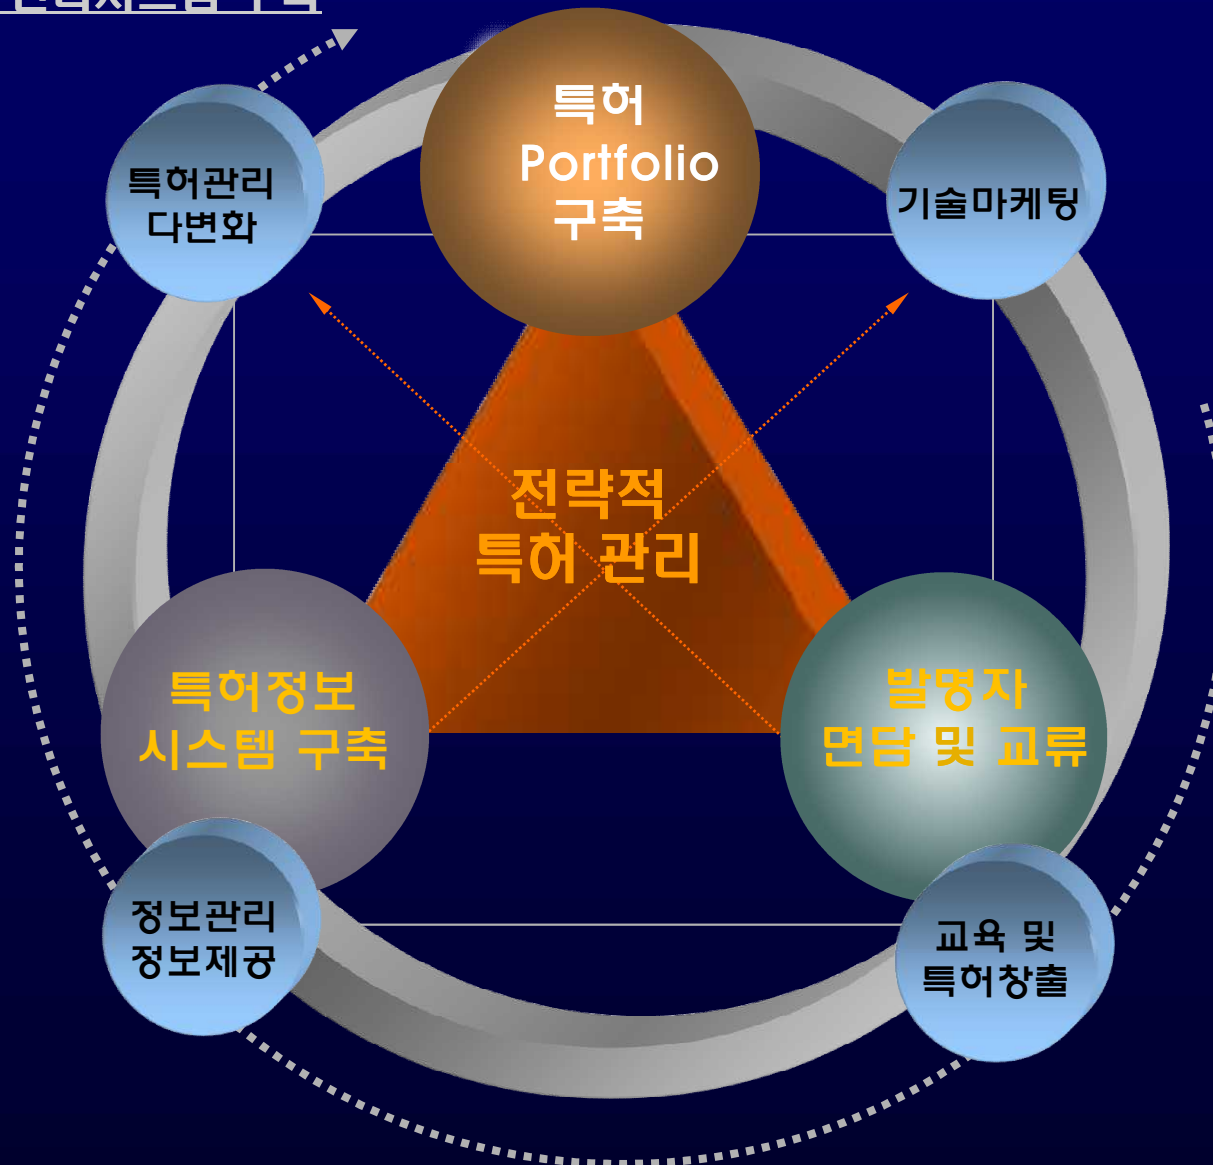 특허
Portfolio
구축
특허관리
다변화
기술마케팅
전략적
특허 관리
특허정보
시스템 구축
발명자
면담 및 교류
정보관리
정보제공
교육 및
특허창출